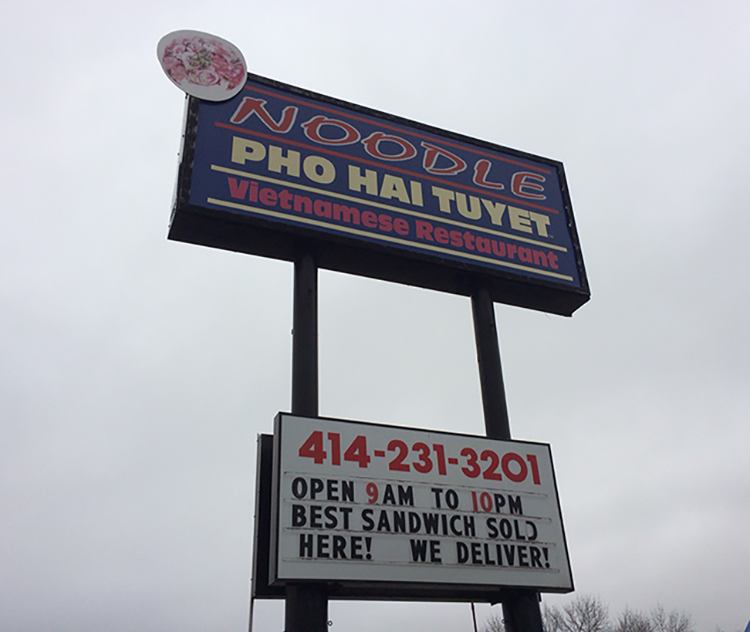 NOODLE
PHO HAI TUYET
Vietnamese Restaurant
414-231-3201
OPEN 9AM TO 10PM
BEST SANDWICH SOLD
HERE! WE DELIVER!